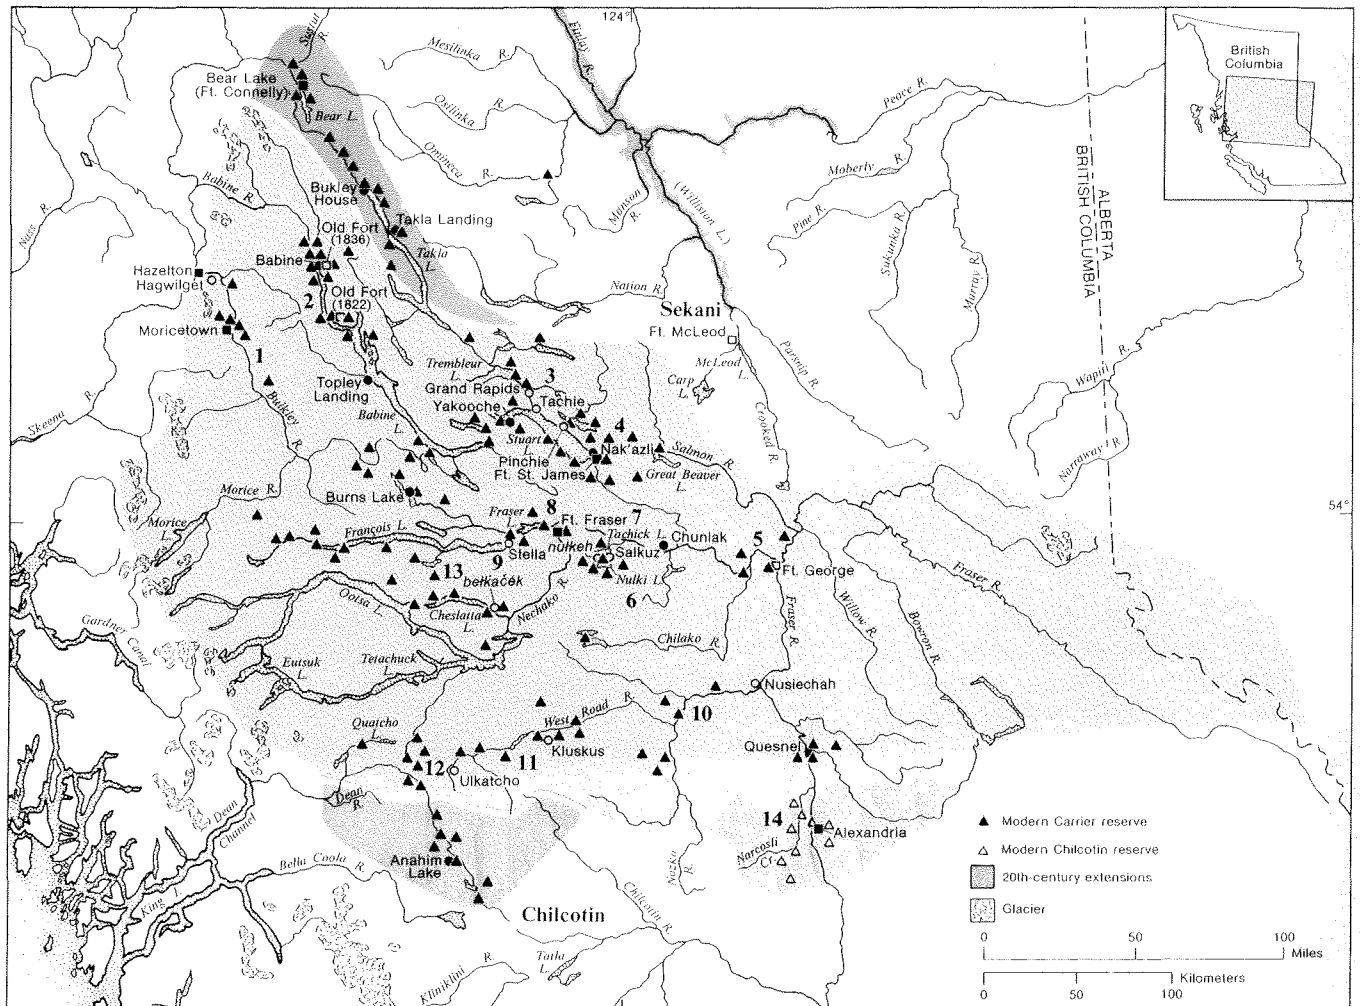 124°
Sustut
R.
Finlay R.
Mesilinka R.
Bear Lake
(Ft. Connelly)
Bear L.
Osilinka
R.
Omineca
R.
Peace R.
British
Columbia
Moberly R.
Babine R.
Nass R.
Bukley
House
Manson
R.
(Williston L.)
Pine R.
Sukunka R.
Murray R.
ALBERTA
BRITISH COLUMBIA
Takla Landing
Old Fort
(1836)
Babine
Takla
L.
Hazelton
Hagwilget
Old Fort
(1822)
2
Nation R.
Sekani
Ft. McLeod
Moricetown
1
Trembleur
L.
McLeod
L.
Parsnip R.
Wapiti R.
3
Grand Rapids
Carp
L.
Topley
Landing
Yakooche
Tachie
Skeena R.
Bulkley
R.
Babine
L.
Stuart
L.
4
Crooked R.
Nak'azli
Salmon R.
Narraway R.
Pinchie
Ft. St. James
Great Beaver
L.
Morice R.
Burns Lake
Morice
L.
Fraser
L.
8
Ft. Fraser
7
54°
François L.
Tachick L.
Chunlak
5
nulkeh
Salkuz
Stella
9
13
belkacek
Nulki L.
Ft. George
Fraser R.
Ootsa L.
Cheslatta
L.
Nechako R.
6
Fraser R.
Willow R.
Bowron R.
Gardner Canal
Chilako R.
Eutsuk
L.
Tetachuck
L.
Nusiechah
Quatcho
L.
West Road R.
10
Kluskus
Quesnel
12
11
Ulkatcho
Dean
R.
Dean
Channel
14
Alexandria
Narcosli
Cr.
Nazko
R.
Bella Coola R.
Anahim
Lake
King I.
Chilcotin
Chilcotin R.
Tatla
L.
Kliniklini R.
Modern Carrier reserve
Modern Chilcotin reserve
20th-century extensions
Glacier
0 50 100
Miles
Kilometers
0 50 100